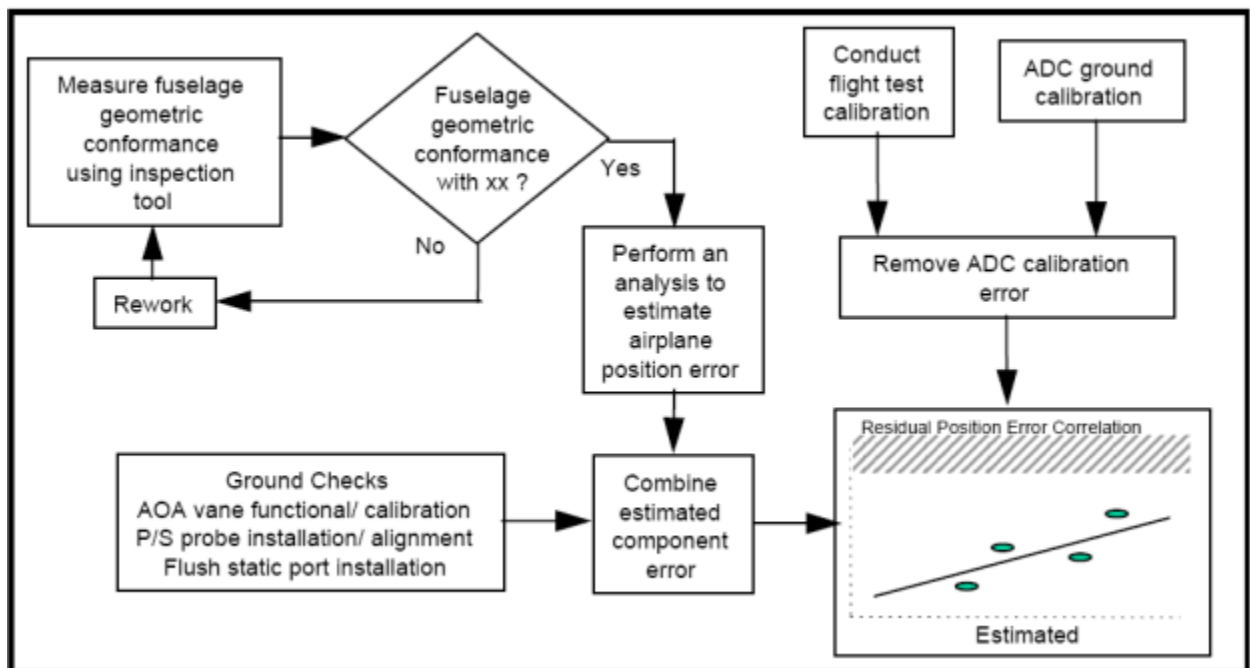 Measure fuselage
geometric
conformance
using inspection
tool
Fuselage
geometric
conformance
with xx ?
Yes
No
Rework
Perform an
analysis to
estimate
airplane
position error
Conduct
flight test
calibration
ADC ground
calibration
Remove ADC calibration
error
Ground Checks
AOA vane functional/ calibration
P/S probe installation/ alignment
Flush static port installation
Combine
estimated
component
error
Residual Position Error Correlation
Estimated